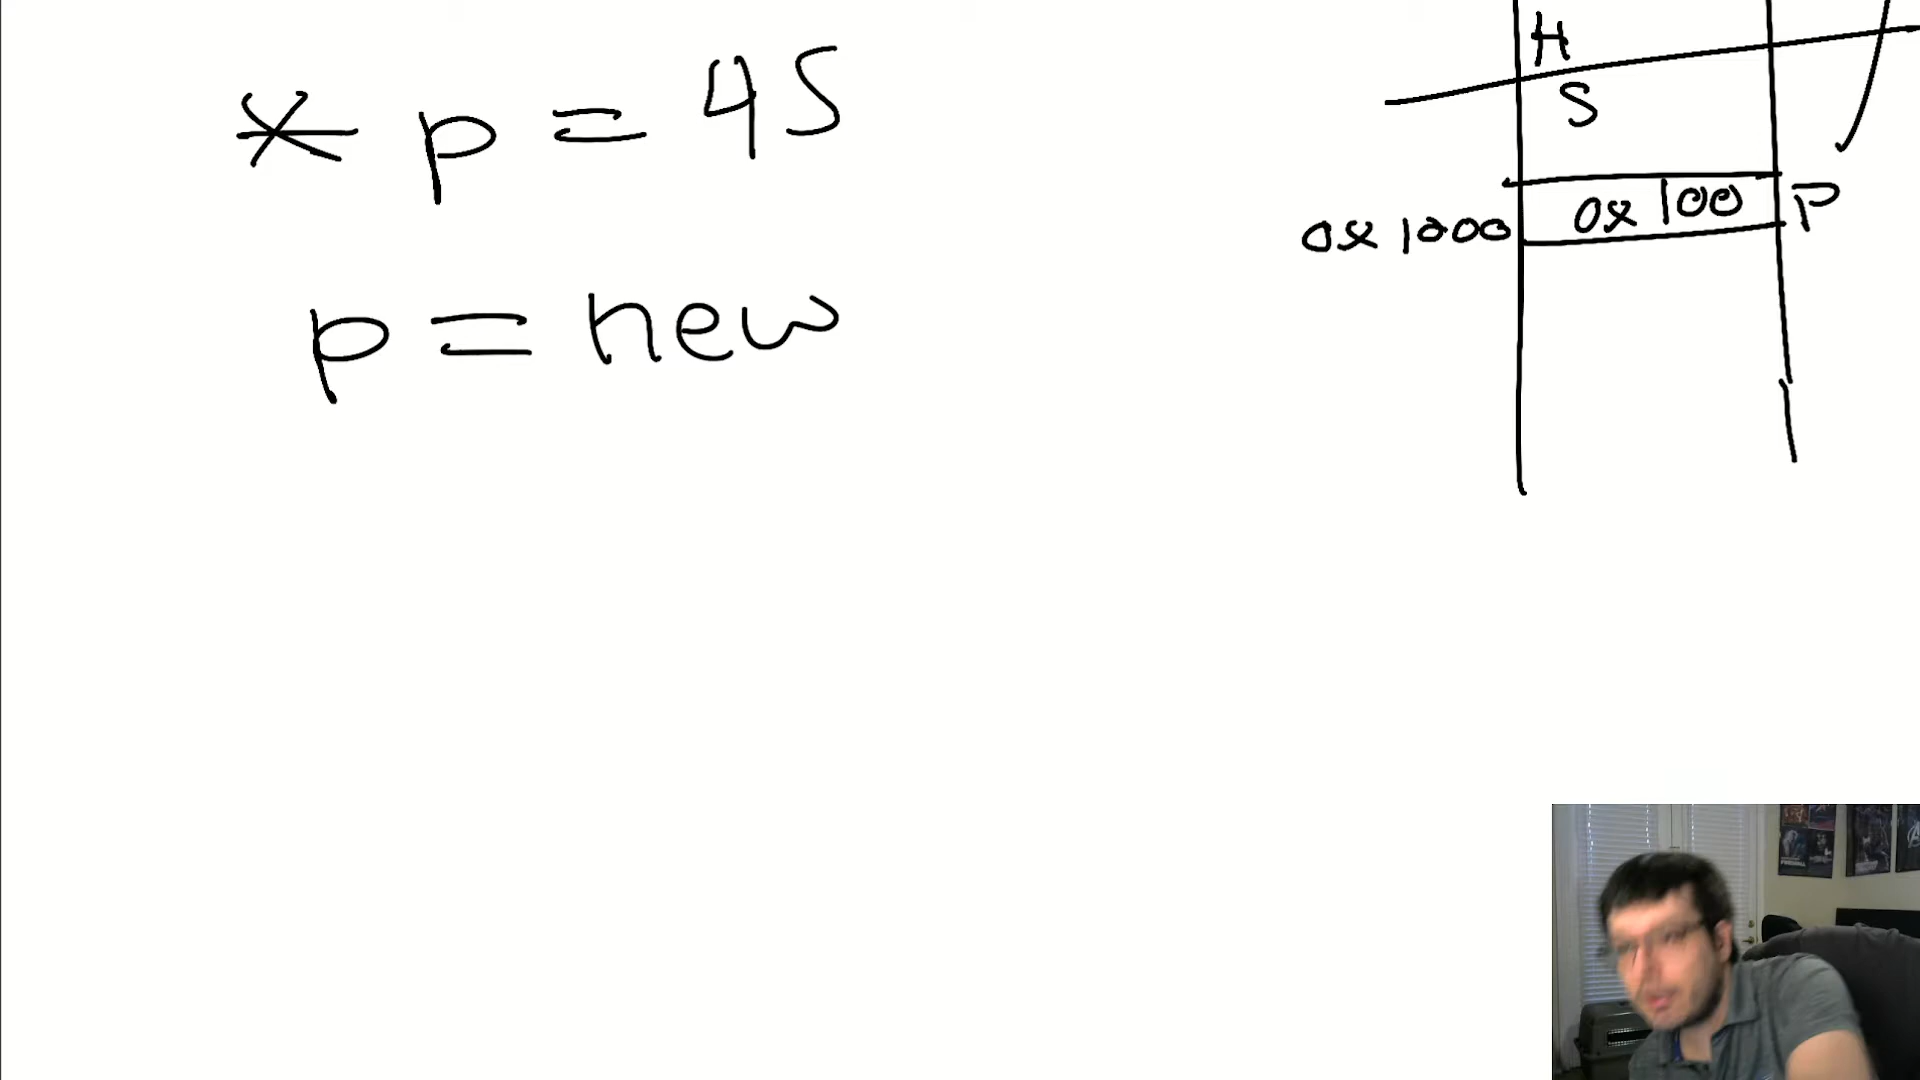 * p = 45
p = new
H
S
0x1000 0x100 P